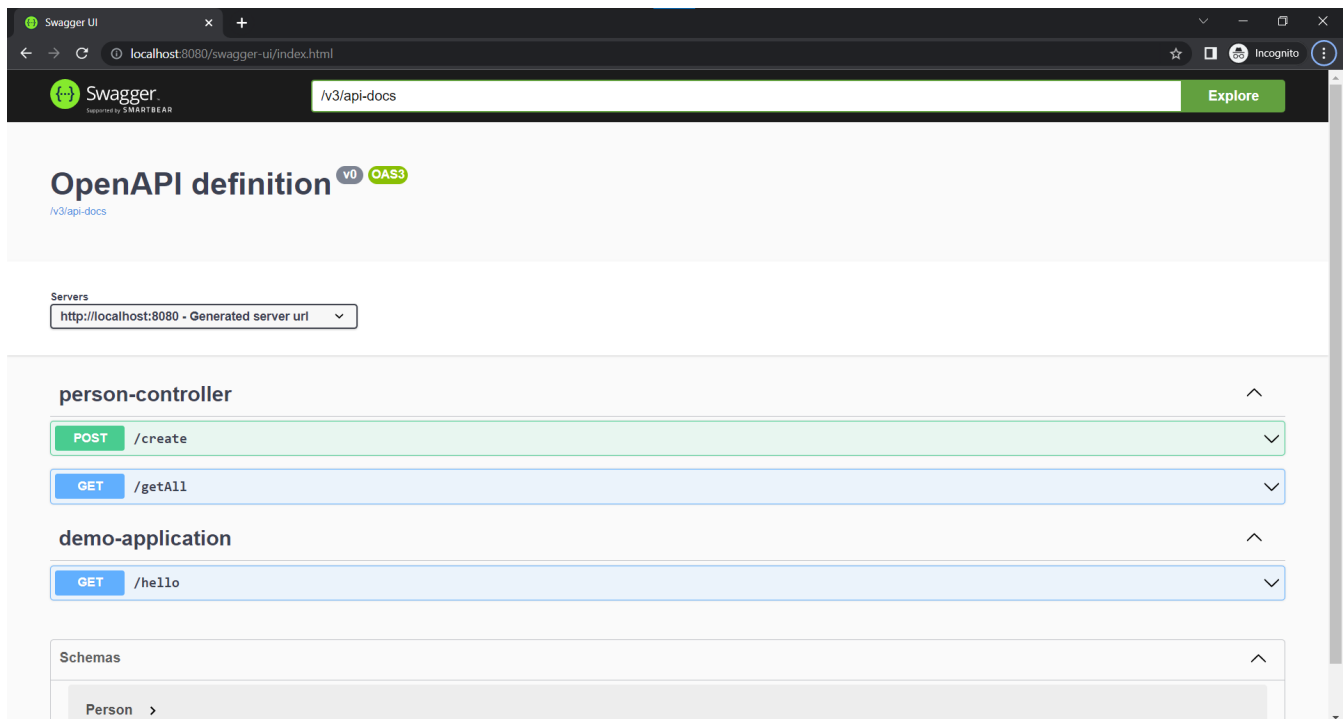 Swagger UI
localhost:8080/swagger-ui/index.html
Incognito
Swagger.
Supported by SMARTBEAR
/v3/api-docs
Explore
OpenAPI definition v0 OAS3
/v3/api-docs
Servers
http://localhost:8080 - Generated server url
person-controller
POST /create
GET /getAll
demo-application
GET /hello
Schemas
Person